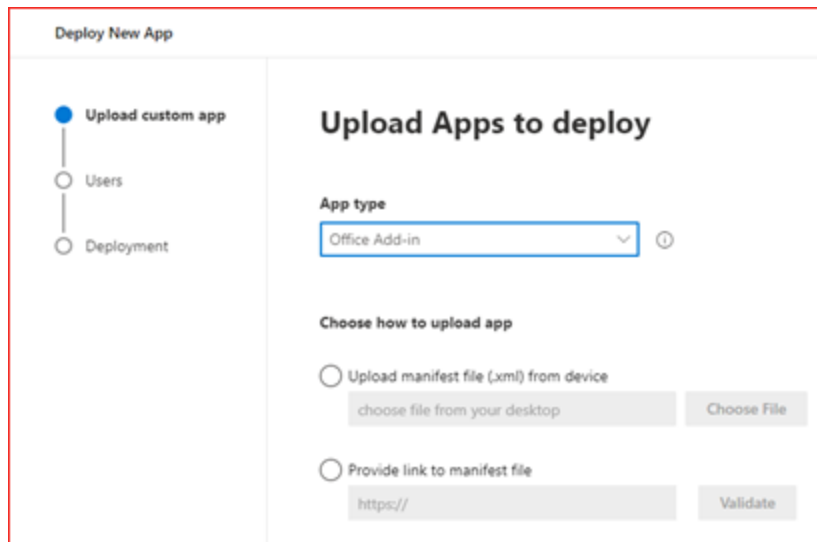 Deploy New App
Upload custom app
Users
Deployment
Upload Apps to deploy
App type
Office Add-in
Choose how to upload app
Upload manifest file (.xml) from device
choose file from your desktop
Choose File
Provide link to manifest file
https://
Validate